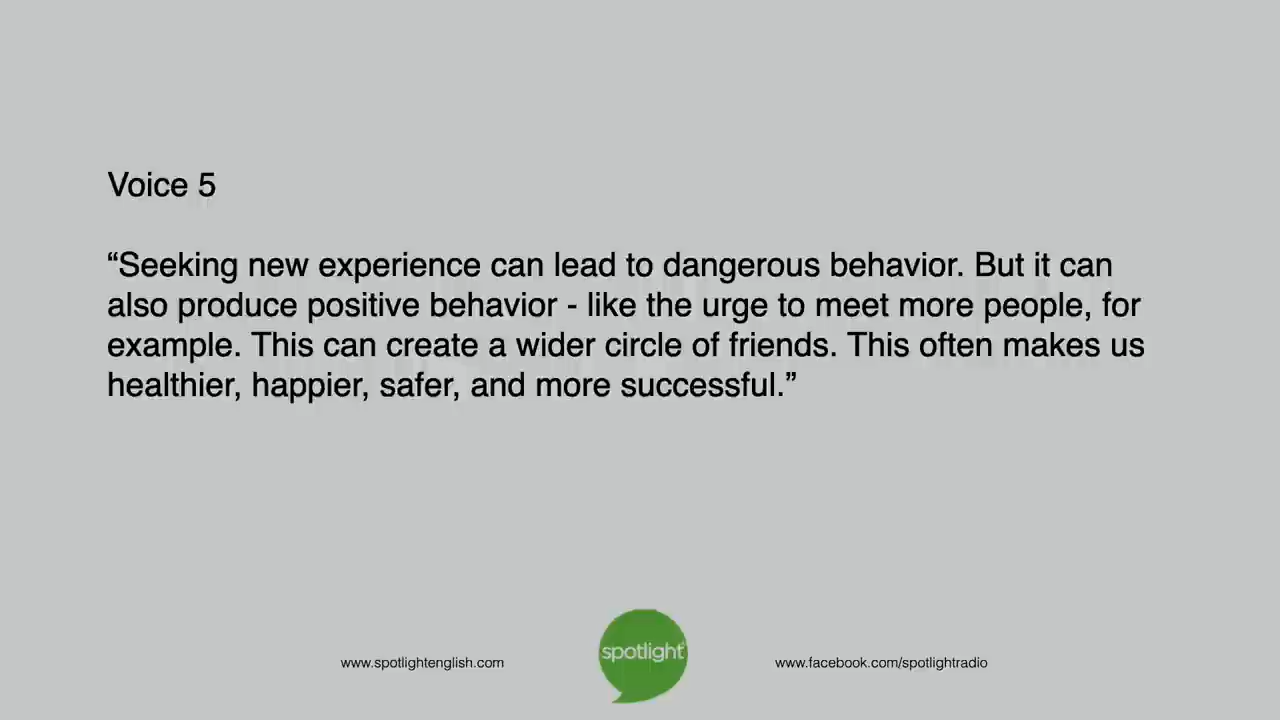 Voice 5
“Seeking new experience can lead to dangerous behavior. But it can
also produce positive behavior - like the urge to meet more people, for
example. This can create a wider circle of friends. This often makes us
healthier, happier, safer, and more successful.”
www.spotlightenglish.com
spotlight
www.facebook.com/spotlightradio